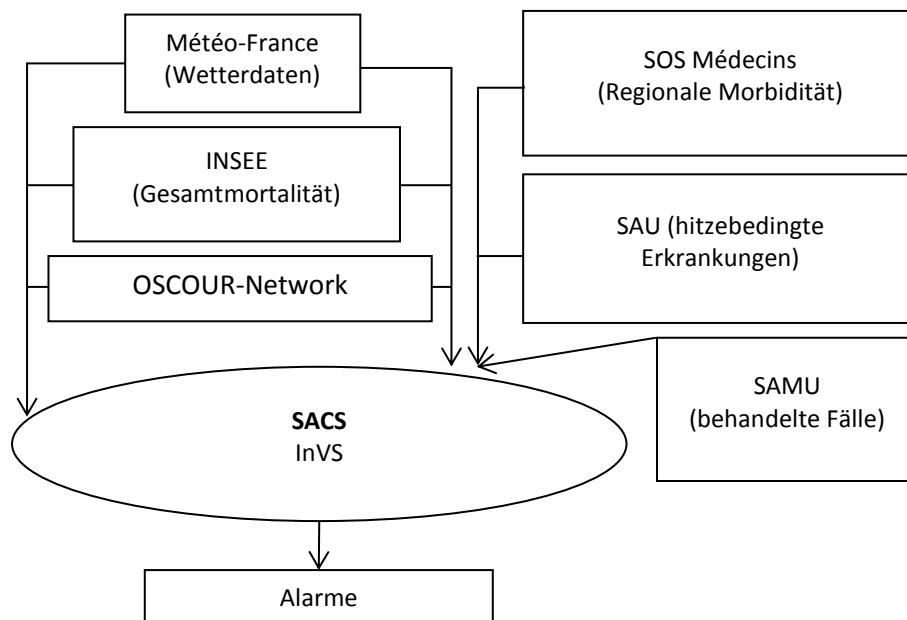 Météo-France
(Wetterdaten)
INSEE
(Gesamtmortalität)
OSCOUR-Network
SOS Médecins
(Regionale Morbidität)
SAU (hitzebedingte
Erkrankungen)
SAMU
(behandelte Fälle)
SACS
InVS
Alarme